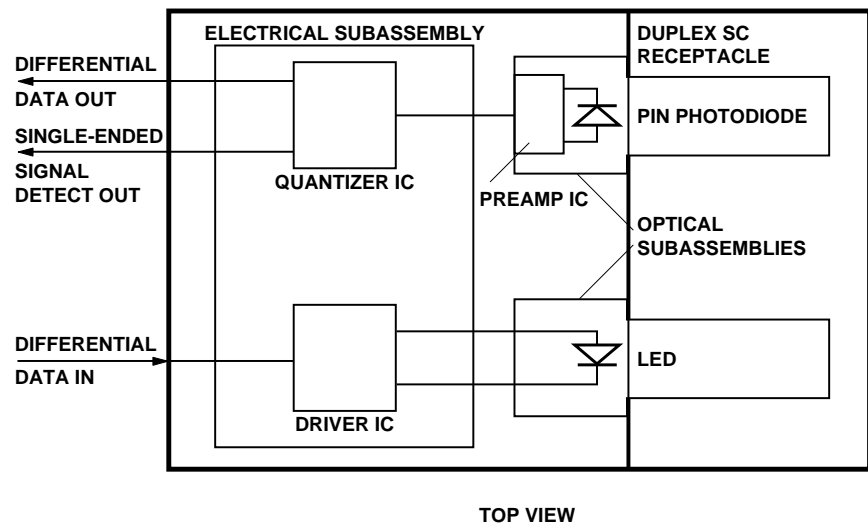 ELECTRICAL SUBASSEMBLY
DUPLEX SC
RECEPTACLE
DIFFERENTIAL
DATA OUT
SINGLE-ENDED
SIGNAL
DETECT OUT
QUANTIZER IC
PREAMP IC
PIN PHOTODIODE
OPTICAL
SUBASSEMBLIES
DIFFERENTIAL
DATA IN
DRIVER IC
LED
TOP VIEW